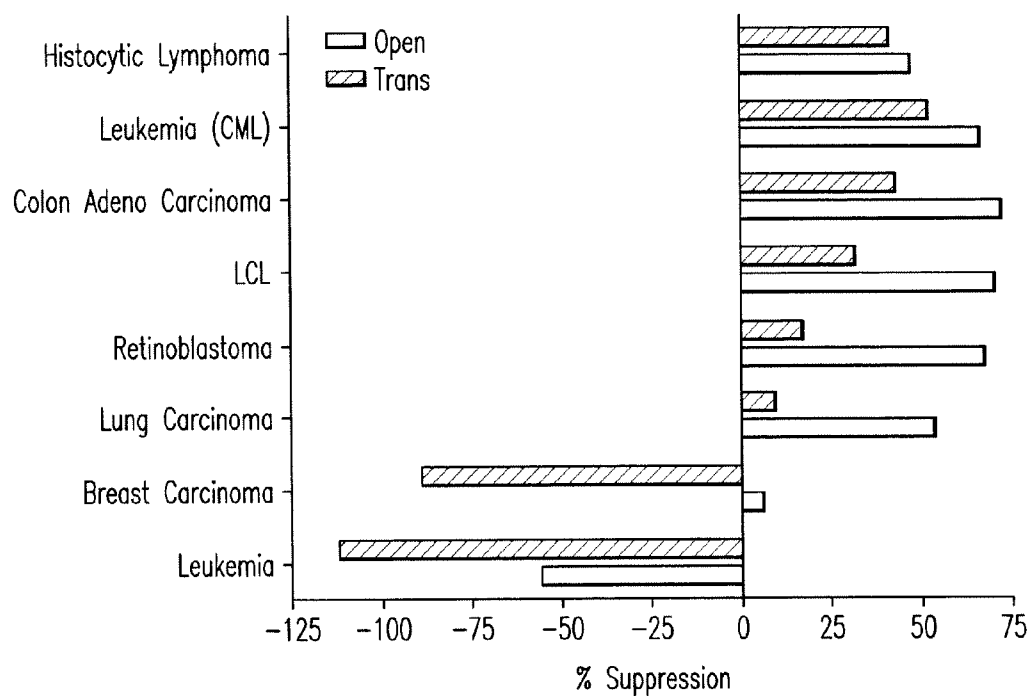 Open
Trans
Histocytic Lymphoma
Leukemia (CML)
Colon Adeno Carcinoma
LCL
Retinoblastoma
Lung Carcinoma
Breast Carcinoma
Leukemia
-125 -100 -75 -50 -25 0 25 50 75
% Suppression